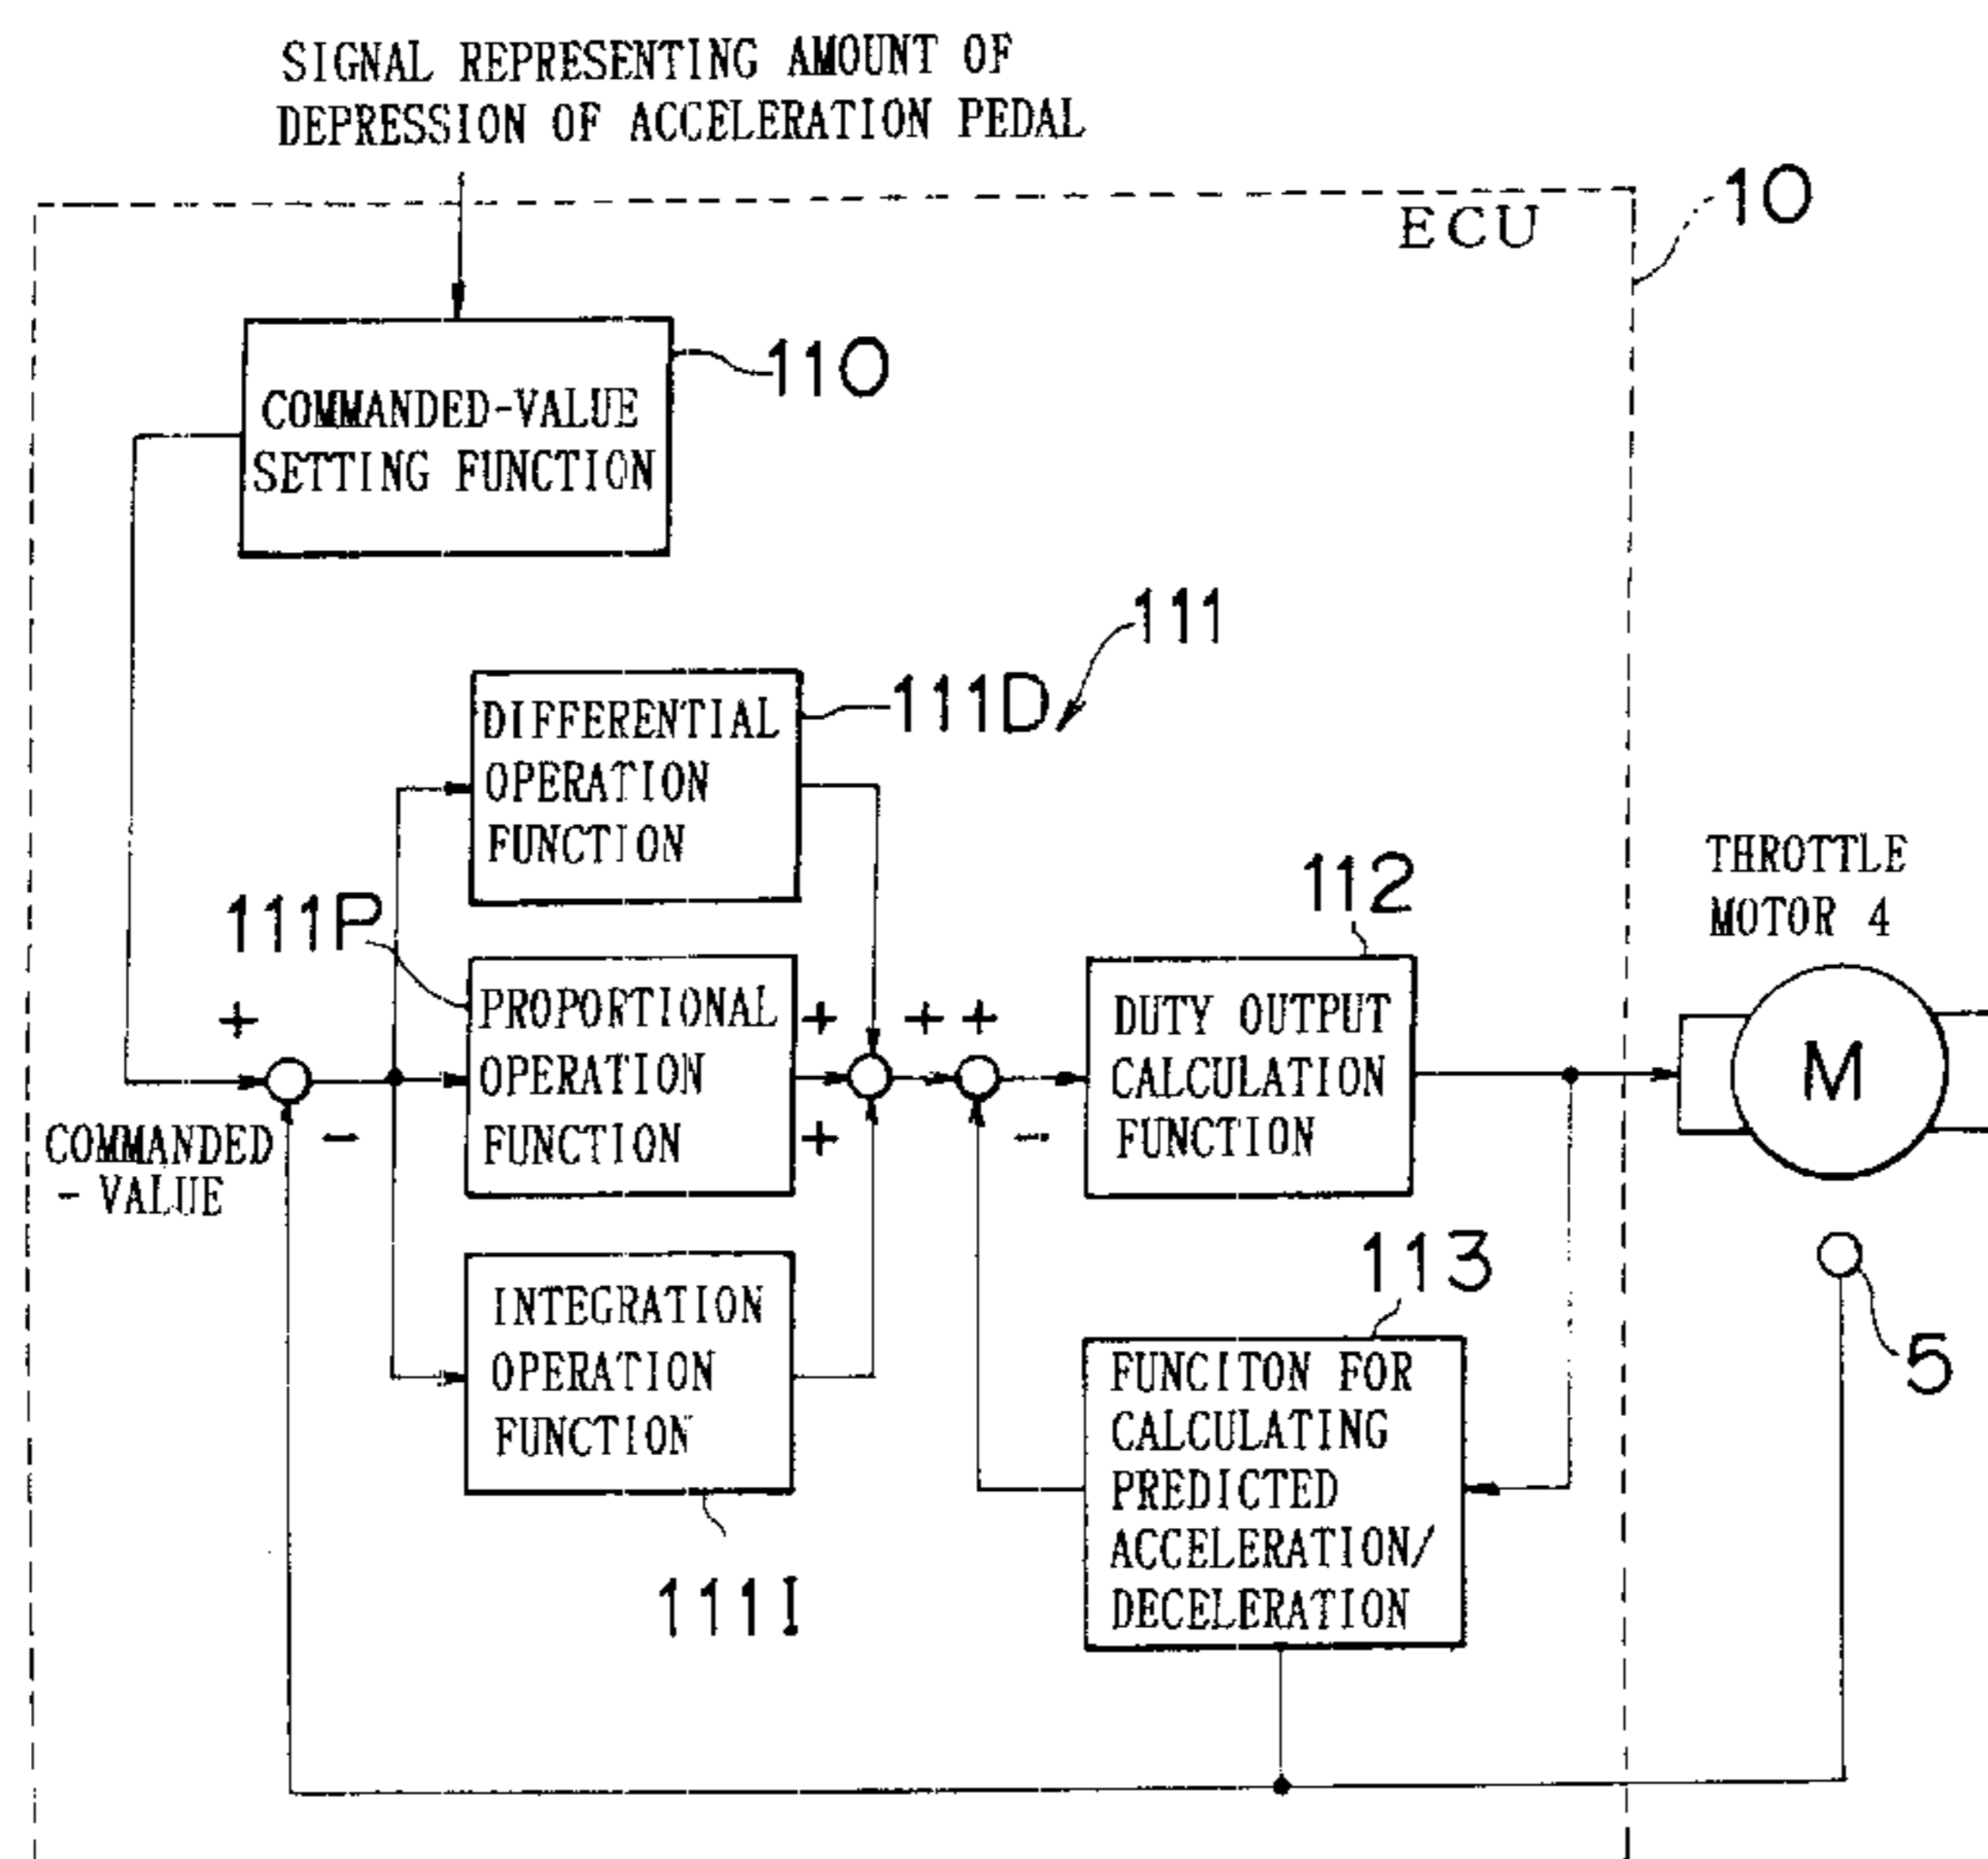 SIGNAL REPRESENTING AMOUNT OF
DEPRESSION OF ACCELERATION PEDAL
ECU
10
110
COMMANDED-VALUE
SETTING FUNCTION
111
111D
DIFFERENTIAL
OPERATION
FUNCTION
111P
PROPORTIONAL
OPERATION
FUNCTION
+
-
COMMANDED
- VALUE
+
+
+
+
-
112
DUTY OUTPUT
CALCULATION
FUNCTION
THROTTLE
MOTOR 4
M
5
INTEGRATION
OPERATION
FUNCTION
111I
113
FUNCITON FOR
CALCULATING
PREDICTED
ACCELERATION/
DECELERATION